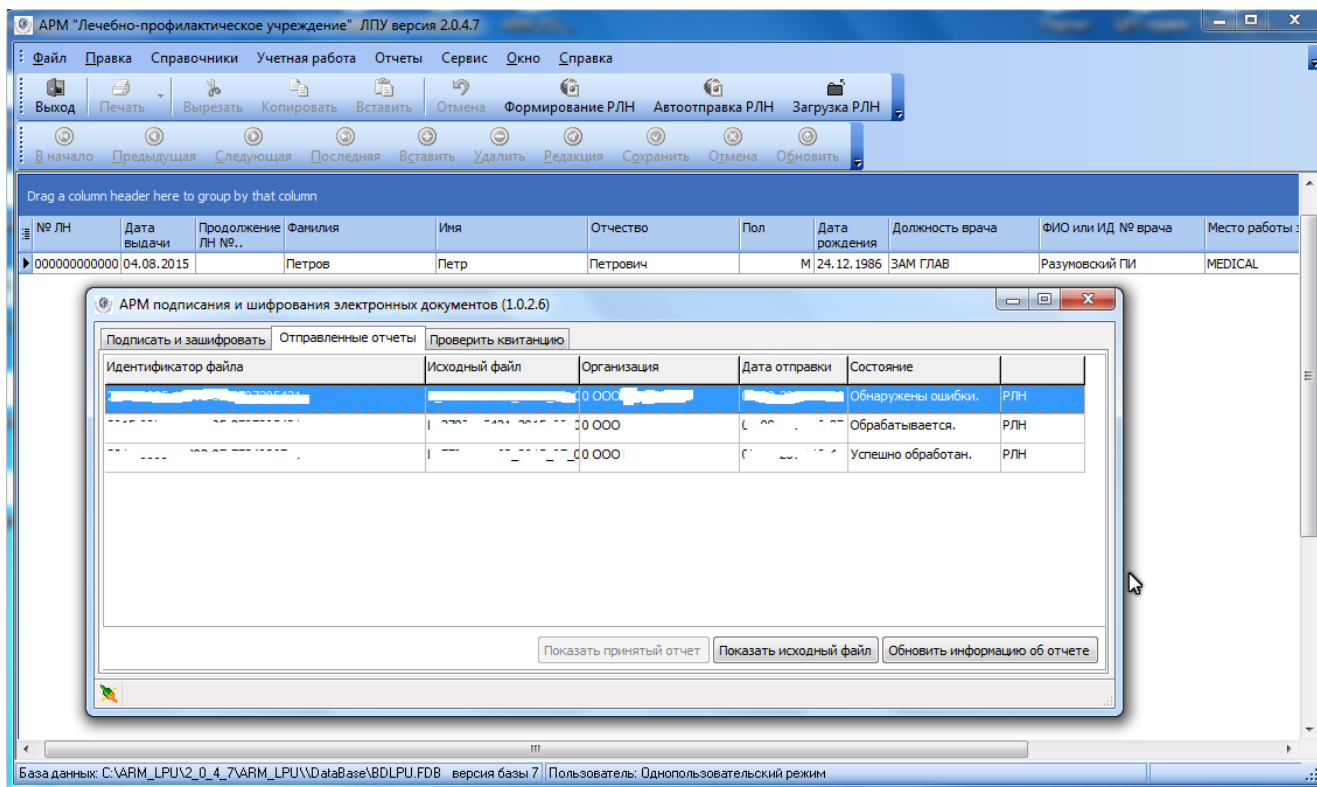 АРМ "Лечебно-профилактическое учреждение" ЛПУ версия 2.0.4.7
Файл Правка Справочники Учетная работа Отчеты Сервис Окно Справка
Выход Печать Вырезать Копировать Вставить Отмена Формирование РЛН Автоотправка РЛН Загрузка РЛН
В начало Предыдущая Следующая Последняя Вставить Удалить Редакция Сохранить Отмена Обновить
Drag a column header here to group by that column
№ ЛН Дата выдачи Продолжение ЛН №.. Фамилия Имя Отчество Пол Дата рождения Должность врача ФИО или ИД № врача Место работы
000000000000 04.08.2015 Петров Петр Петрович М 24.12.1986 ЗАМ ГЛАВ Разумовский ПИ MEDICAL
АРМ подписания и шифрования электронных документов (1.0.2.6)
Подписать и зашифровать Отправленные отчеты Проверить квитанцию
Идентификатор файла Исходный файл Организация Дата отправки Состояние
ООО Обнаружены ошибки. РЛН
ООО Обрабатывается. РЛН
ООО Успешно обработан. РЛН
Показать принятый отчет Показать исходный файл Обновить информацию об отчете
База данных: C:\ARM_LPU\2_0_4_7\ARM_LPU\\DataBase\BDLPU.FDB версия базы 7 Пользователь: Однопользовательский режим